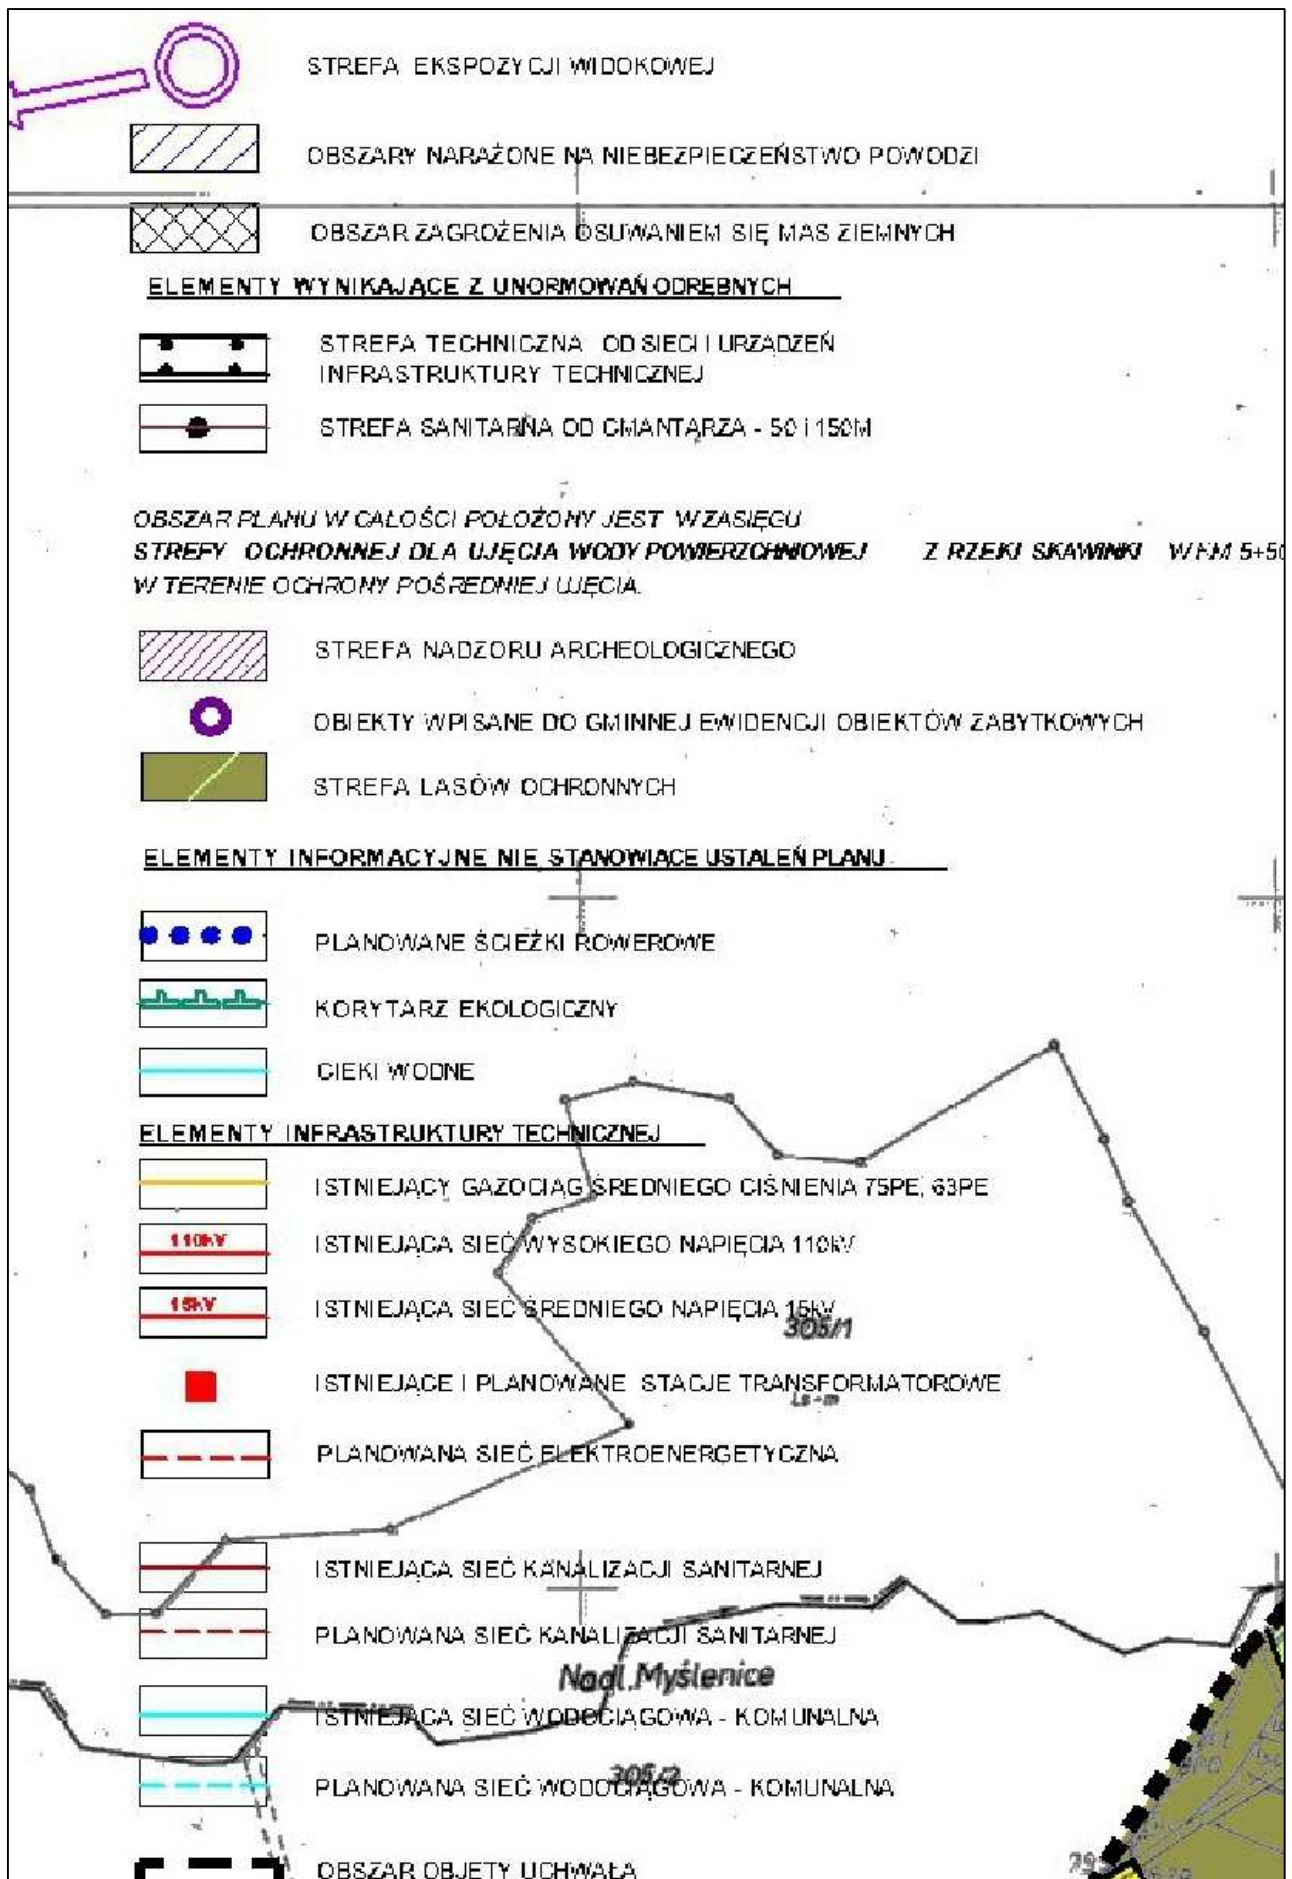 STREFA EKSPOZYCJI WIDOKOWEJ
OBSZARY NARAŻONE NA NIEBEZPIECZEŃSTWO POWODZI
OBSZAR ZAGROŻENIA OSUWANIEM SIĘ MAS ZIEMNYCH
ELEMENTY WYNIKAJĄCE Z UNORMOWAŃ ODRĘBNYCH
STREFA TECHNICZNA OD SIECI I URZĄDZEŃ
INFRASTRUKTURY TECHNICZNEJ
STREFA SANITARNA OD CMANTARZA - 50 i 150M
OBSZAR PLANU W CAŁOŚCI POŁOŻONY JEST W ZASIĘGU
STREFY OCHRONNEJ DLA UJĘCIA WODY POWIERZCHNIOWEJ Z RZEKI SKAWINKI W KM 5+50
W TERENIE OCHRONY POŚREDNIEJ UJĘCIA.
STREFA NADZORU ARCHEOLOGICZNEGO
OBIEKTY WPISANE DO GMINNEJ EWIDENCJI OBIEKTÓW ZABYTKOWYCH
STREFA LASÓW OCHRONNYCH
ELEMENTY INFORMACYJNE NIE STANOWIĄCE USTALEŃ PLANU
PLANOWANE ŚCIEŻKI ROWEROWE
KORYTARZ EKOLOGICZNY
CIEKI WODNE
ELEMENTY INFRASTRUKTURY TECHNICZNEJ
ISTNIEJĄCY GAZOCIĄG ŚREDNIEGO CIŚNIENIA 75PE, 63PE
110kV ISTNIEJĄCA SIEĆ WYSOKIEGO NAPIĘCIA 110kV
15kV ISTNIEJĄCA SIEĆ ŚREDNIEGO NAPIĘCIA 15kV
305/1
ISTNIEJĄCE I PLANOWANE STACJE TRANSFORMATOROWE
Ls-m
PLANOWANA SIEĆ ELEKTROENERGETYCZNA
ISTNIEJĄCA SIEĆ KANALIZACJI SANITARNEJ
PLANOWANA SIEĆ KANALIZACJI SANITARNEJ
Nadl. Myślenice
ISTNIEJĄCA SIEĆ WODOCIĄGOWA - KOMUNALNA
305/2
PLANOWANA SIEĆ WODOCIĄGOWA - KOMUNALNA
OBSZAR OBJĘTY UCHWAŁĄ